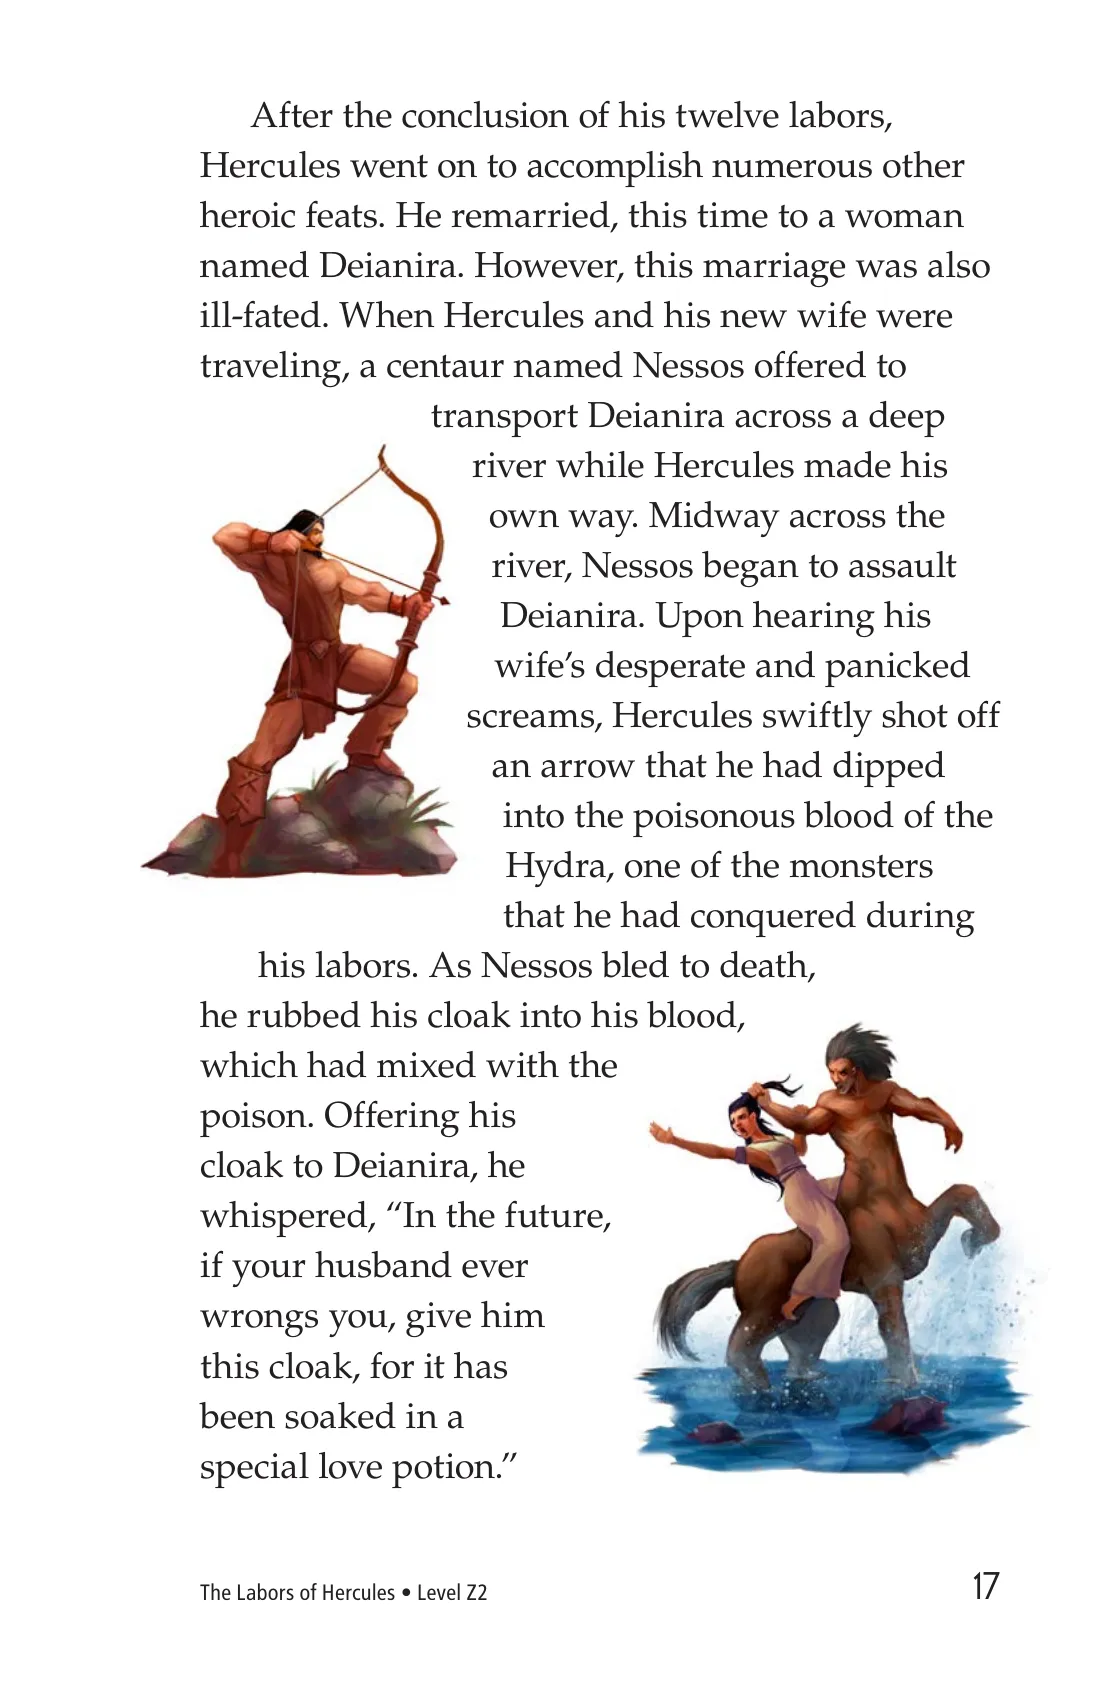 After the conclusion of his twelve labors,
Hercules went on to accomplish numerous other
heroic feats. He remarried, this time to a woman
named Deianira. However, this marriage was also
ill-fated. When Hercules and his new wife were
traveling, a centaur named Nessos offered to
transport Deianira across a deep
river while Hercules made his
own way. Midway across the
river, Nessos began to assault
Deianira. Upon hearing his
wife’s desperate and panicked
screams, Hercules swiftly shot off
an arrow that he had dipped
into the poisonous blood of the
Hydra, one of the monsters
that he had conquered during
his labors. As Nessos bled to death,
he rubbed his cloak into his blood,
which had mixed with the
poison. Offering his
cloak to Deianira, he
whispered, “In the future,
if your husband ever
wrongs you, give him
this cloak, for it has
been soaked in a
special love potion.”
The Labors of Hercules • Level Z2
17